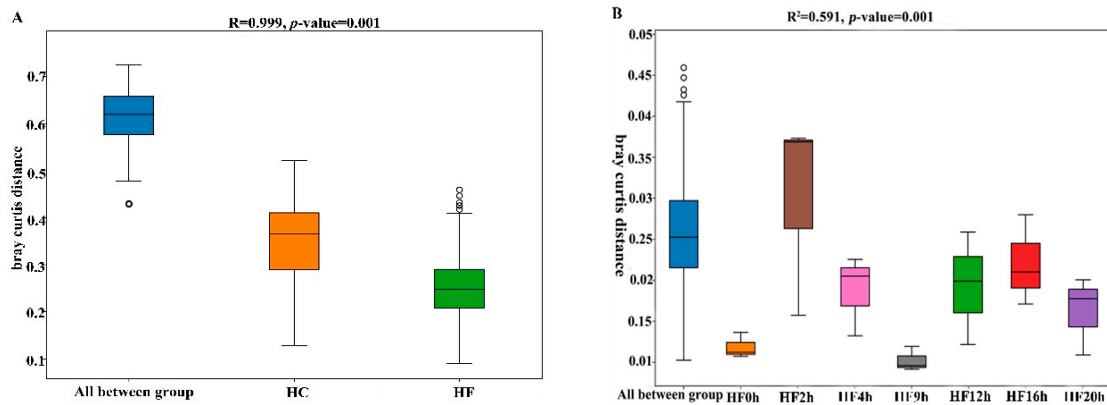 A
R=0.999, p-value=0.001
bray curtis distance
0.7
0.6
0.5
0.4
0.3
0.2
0.1
All between group HC HF
B
R²=0.591, p-value=0.001
bray curtis distance
0.05
0.45
0.04
0.35
0.03
0.25
0.02
0.15
0.01
All between group HF0h HF2h HF4h HF9h HF12h HF16h HF20h